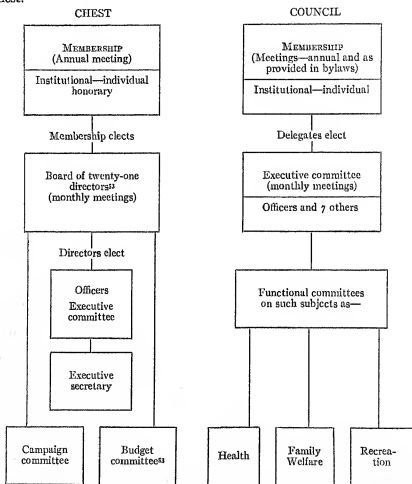 CHEST
MEMBERSHIP
(Annual meeting)
Institutional—individual
honorary
Membership elects
Board of twenty-one
directors⁵³
(monthly meetings)
Directors elect
Officers
Executive
committee
Executive
secretary
Campaign
committee
Budget
committee⁵³
COUNCIL
MEMBERSHIP
(Meetings—annual and as
provided in bylaws)
Institutional—individual
Delegates elect
Executive committee
(monthly meetings)
Officers and 7 others
Functional committees
on such subjects as—
Health
Family
Welfare
Recrea-
tion